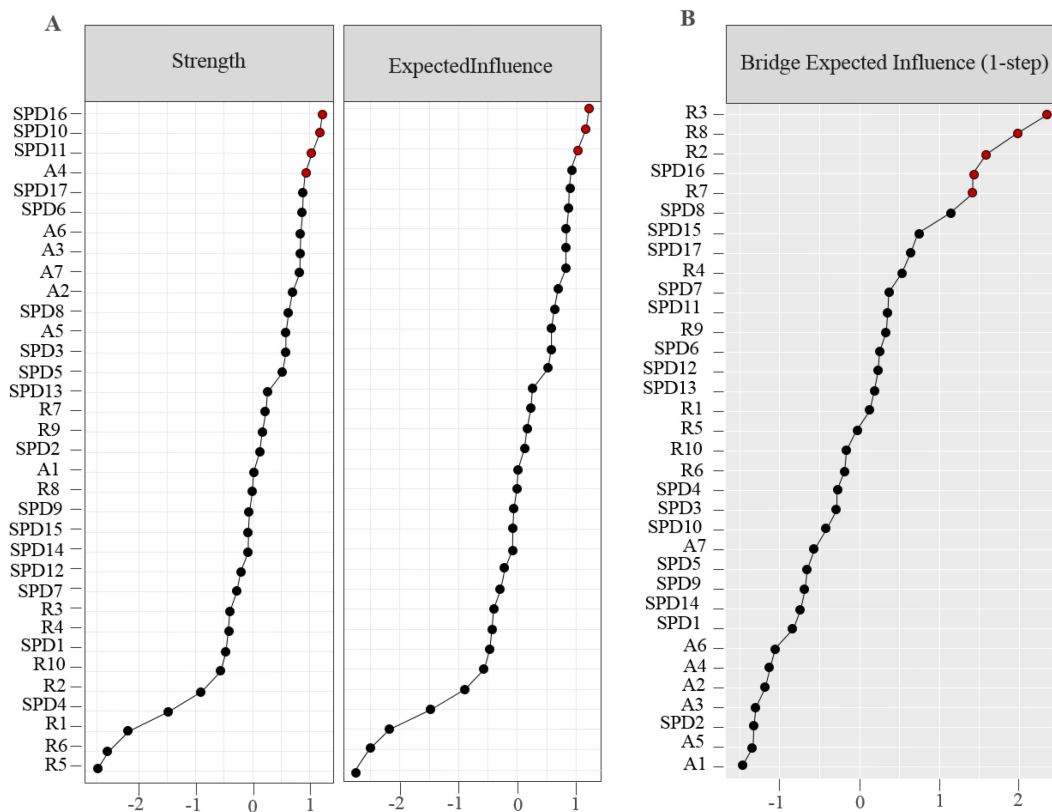 A
Strength
ExpectedInfluence
SPD16
SPD10
SPD11
A4
SPD17
SPD6
A6
A3
A7
A2
SPD8
A5
SPD3
SPD5
SPD13
R7
R9
SPD2
A1
R8
SPD9
SPD15
SPD14
SPD12
SPD7
R3
R4
SPD1
R10
R2
SPD4
R1
R6
R5
-2 -1 0 1
-2 -1 0 1
B
Bridge Expected Influence (1-step)
R3
R8
R2
SPD16
R7
SPD8
SPD15
SPD17
R4
SPD7
SPD11
R9
SPD6
SPD12
SPD13
R1
R5
R10
R6
SPD4
SPD3
SPD10
A7
SPD5
SPD9
SPD14
SPD1
A6
A4
A2
A3
SPD2
A5
A1
-1 0 1 2